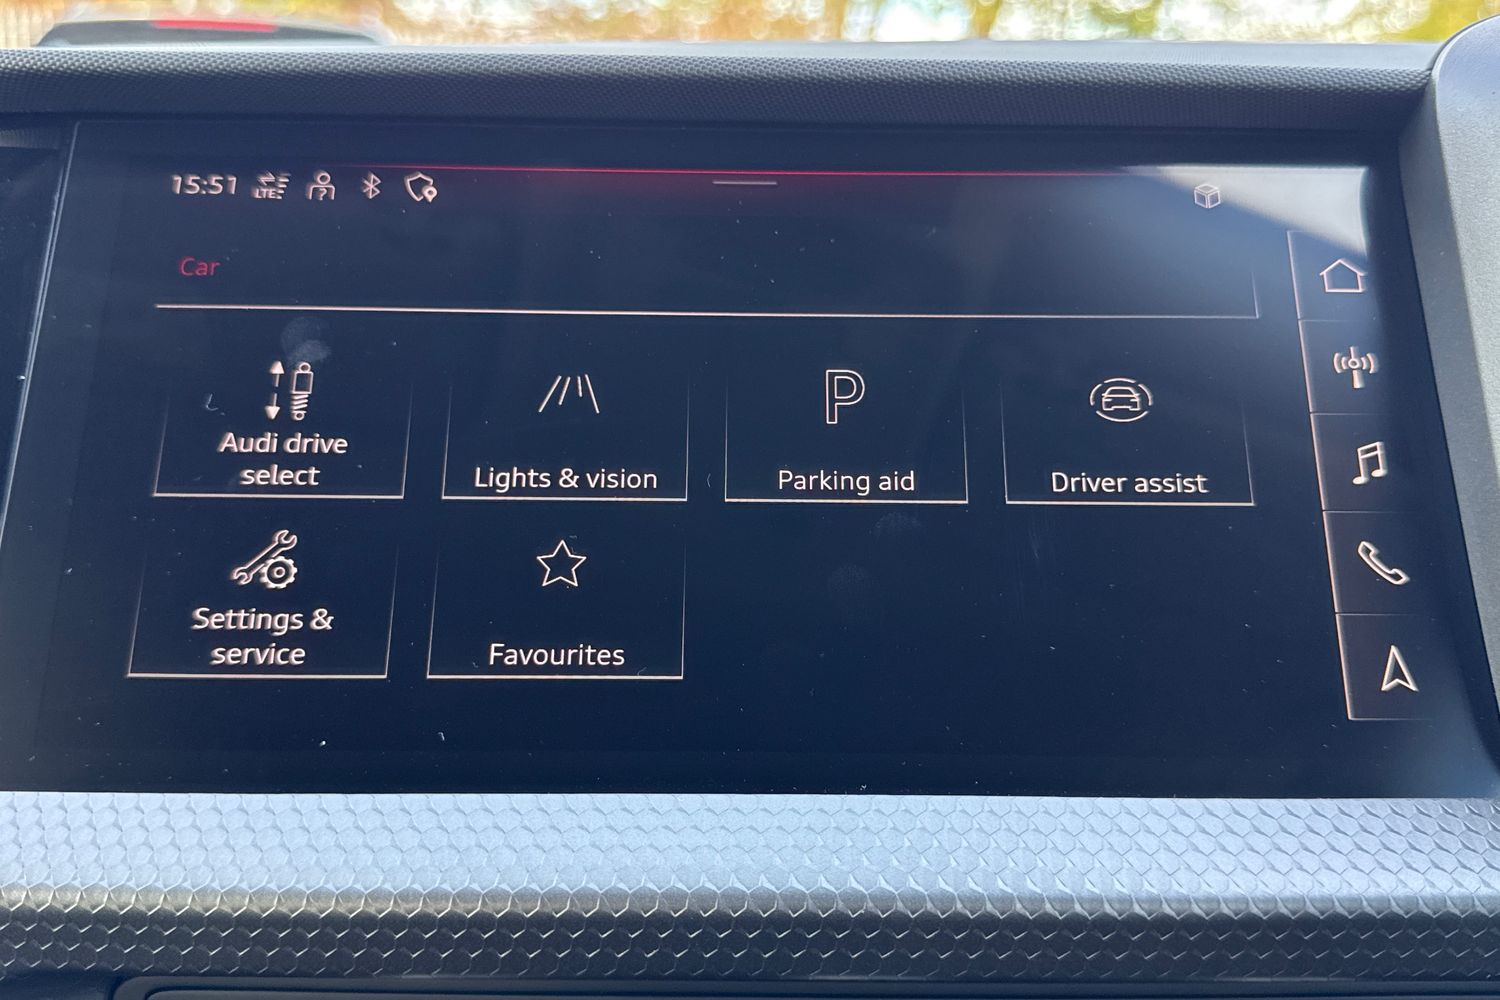 15:51 LTE
Car
Audi drive
select
Lights & vision
P
Parking aid
Driver assist
Settings &
service
Favourites